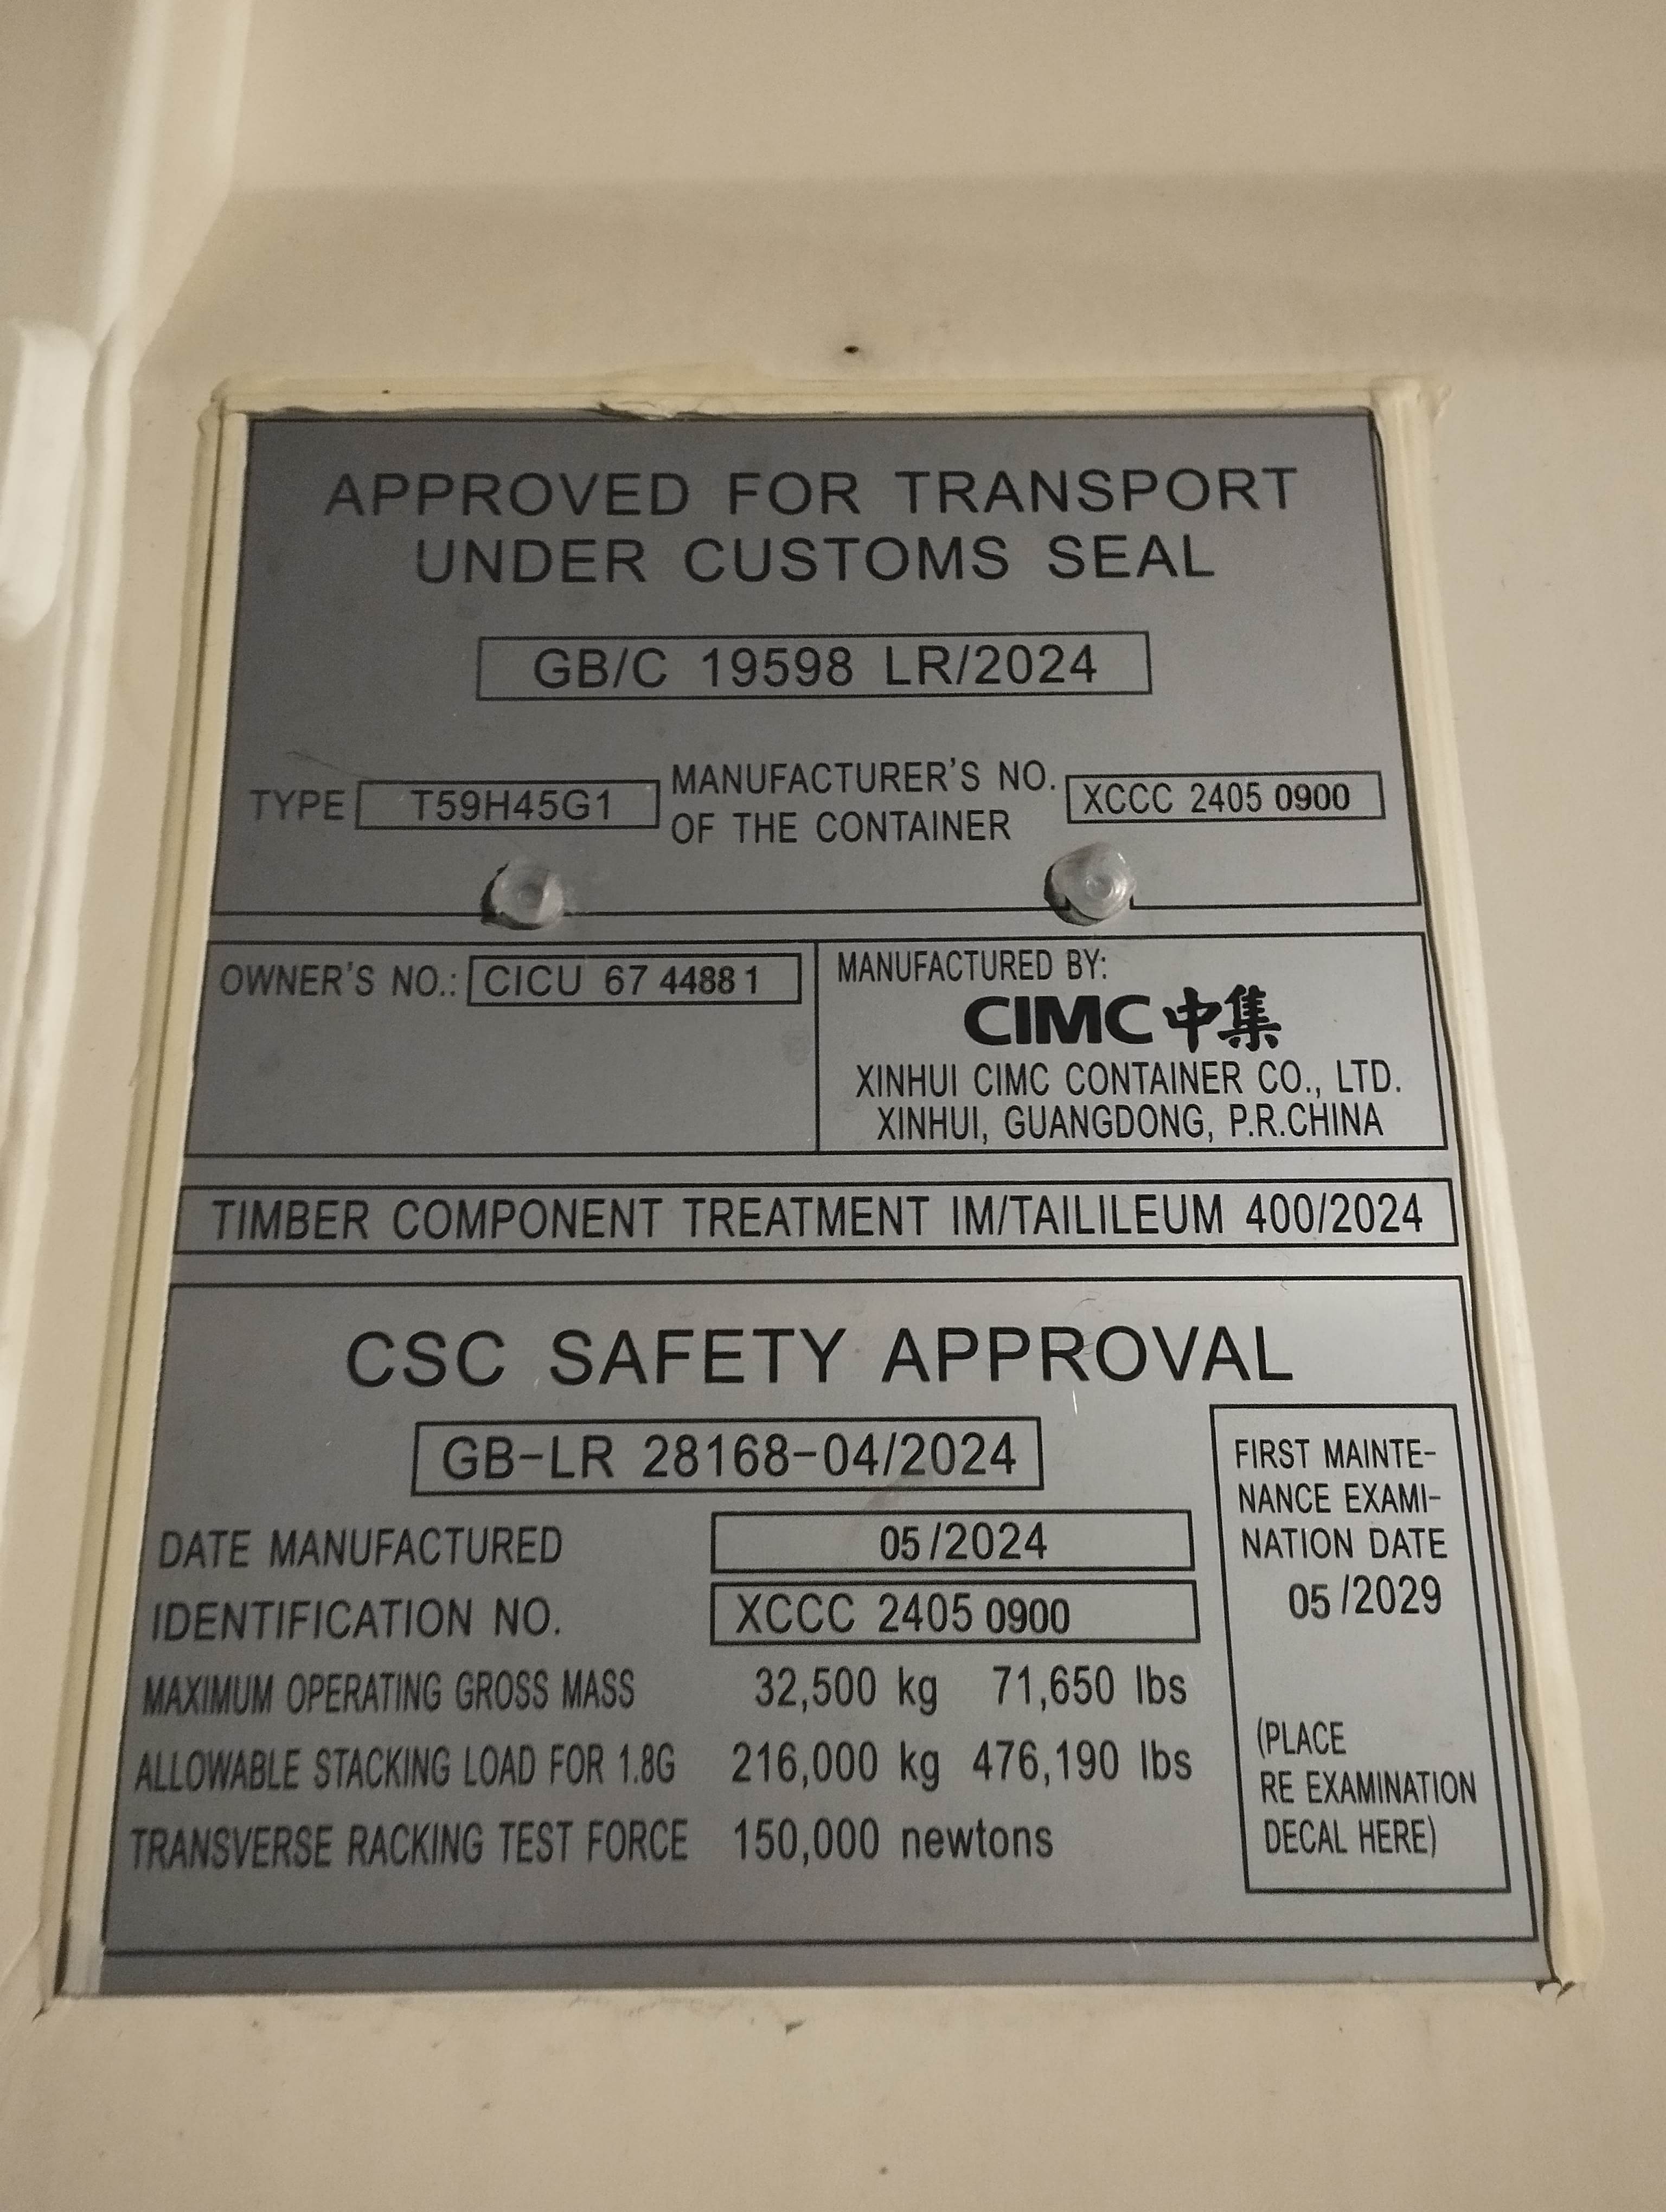 APPROVED FOR TRANSPORT
UNDER CUSTOMS SEAL
GB/C 19598 LR/2024
TYPE T59H45G1
MANUFACTURER'S NO.
OF THE CONTAINER
XCCC 2405 0900
OWNER'S NO.: CICU 67 44881
MANUFACTURED BY:
CIMC 中集
XINHUI CIMC CONTAINER CO., LTD.
XINHUI, GUANGDONG, P.R.CHINA
TIMBER COMPONENT TREATMENT IM/TAILILEUM 400/2024
CSC SAFETY APPROVAL
GB-LR 28168-04/2024
DATE MANUFACTURED 05/2024
IDENTIFICATION NO. XCCC 2405 0900
MAXIMUM OPERATING GROSS MASS 32,500 kg 71,650 lbs
ALLOWABLE STACKING LOAD FOR 1.8G 216,000 kg 476,190 lbs
TRANSVERSE RACKING TEST FORCE 150,000 newtons
FIRST MAINTE-
NANCE EXAMI-
NATION DATE
05/2029
(PLACE
RE EXAMINATION
DECAL HERE)